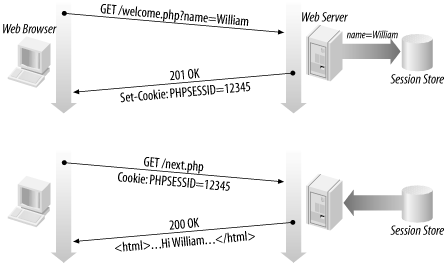 GET /welcome.php?name=William
Web Browser
Web Server
name=William
201 OK
Set-Cookie: PHPSESSID=12345
Session Store
GET /next.php
Cookie: PHPSESSID=12345
200 OK
<html>...Hi William...</html>
Session Store